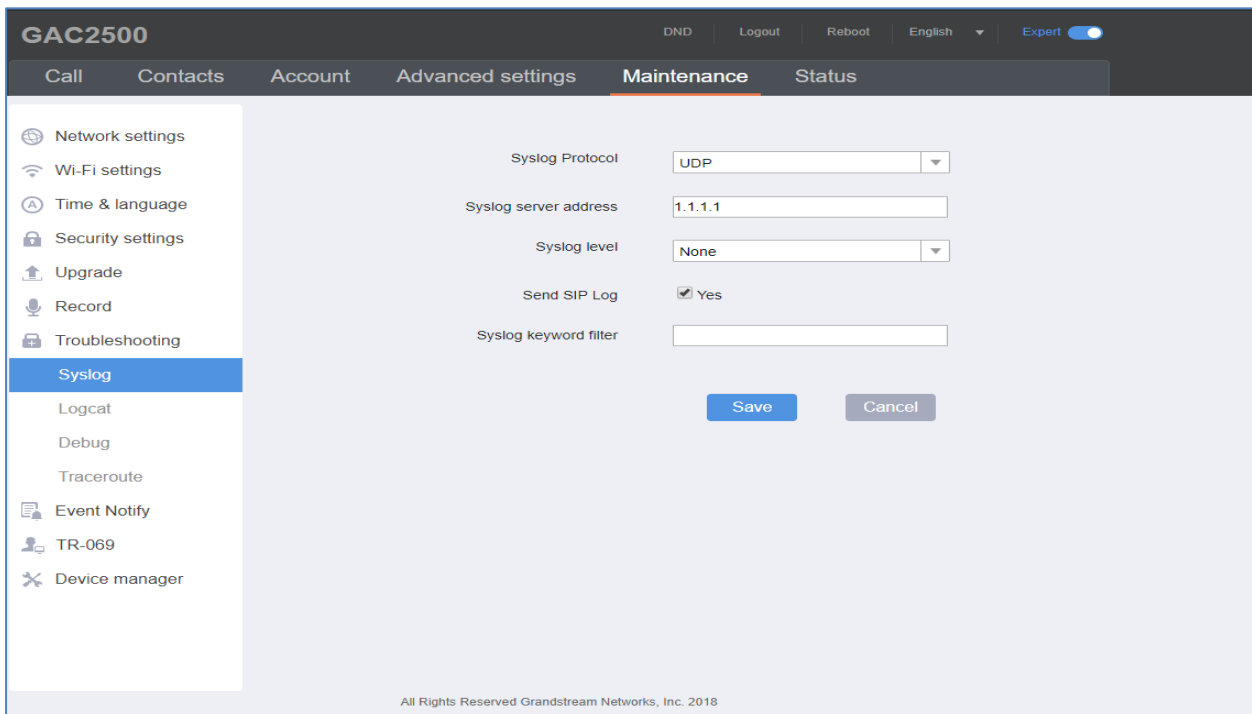 GAC2500
DND Logout Reboot English Expert
Call Contacts Account Advanced settings Maintenance Status
Network settings
Wi-Fi settings
Time & language
Security settings
Upgrade
Record
Troubleshooting
Syslog
Logcat
Debug
Traceroute
Event Notify
TR-069
Device manager
Syslog Protocol UDP
Syslog server address 1.1.1.1
Syslog level None
Send SIP Log Yes
Syslog keyword filter
Save Cancel
All Rights Reserved Grandstream Networks, Inc. 2018